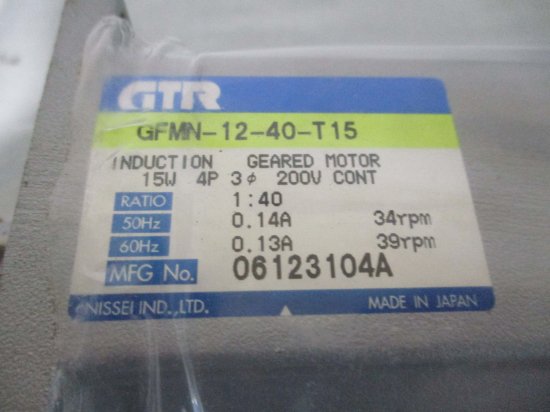 GTR
GFMN-12-40-T15
INDUCTION GEARED MOTOR
15W 4P 3φ 200V CONT
RATIO 1:40
50Hz 0.14A 34rpm
60Hz 0.13A 39rpm
MFG No. 06123104A
NISSEI IND.,LTD. MADE IN JAPAN